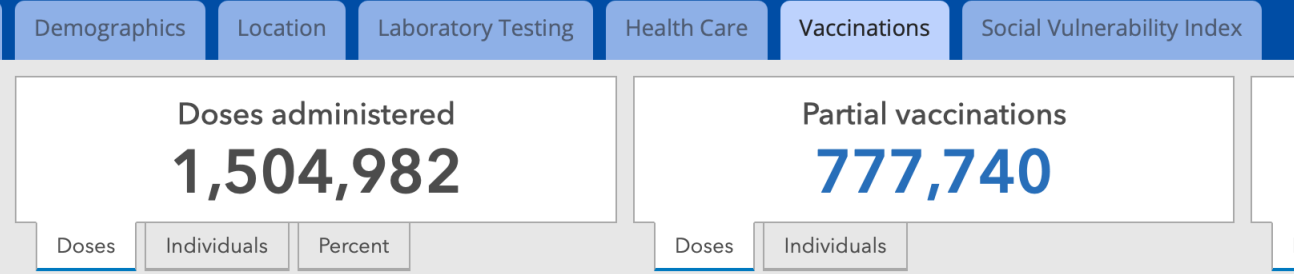 Demographics
Location
Laboratory Testing
Health Care
Vaccinations
Social Vulnerability Index
Doses administered
1,504,982
Doses
Individuals
Percent
Partial vaccinations
777,740
Doses
Individuals